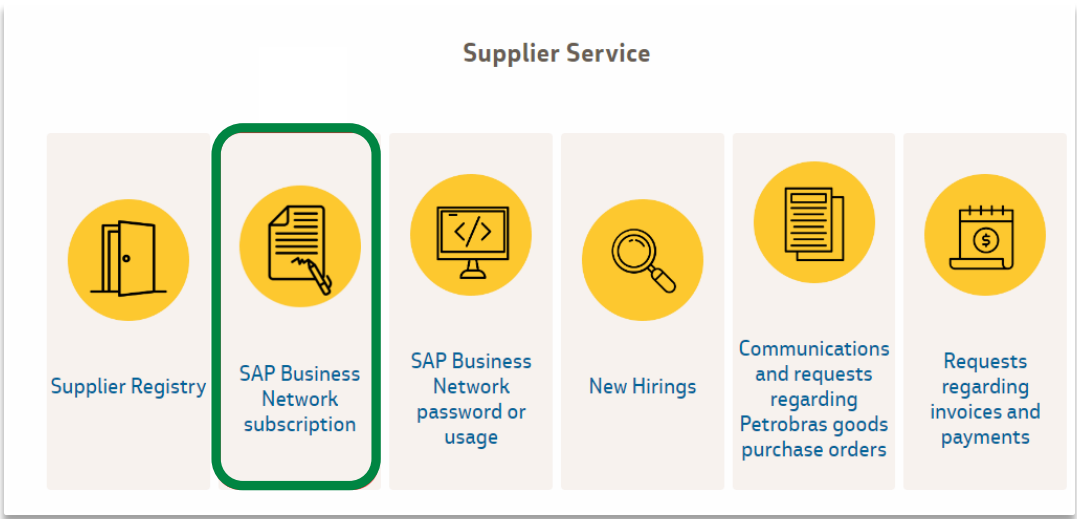 Supplier Service
Supplier Registry
SAP Business
Network
subscription
SAP Business
Network
password or
usage
New Hirings
Communications
and requests
regarding
Petrobras goods
purchase orders
Requests
regarding
invoices and
payments